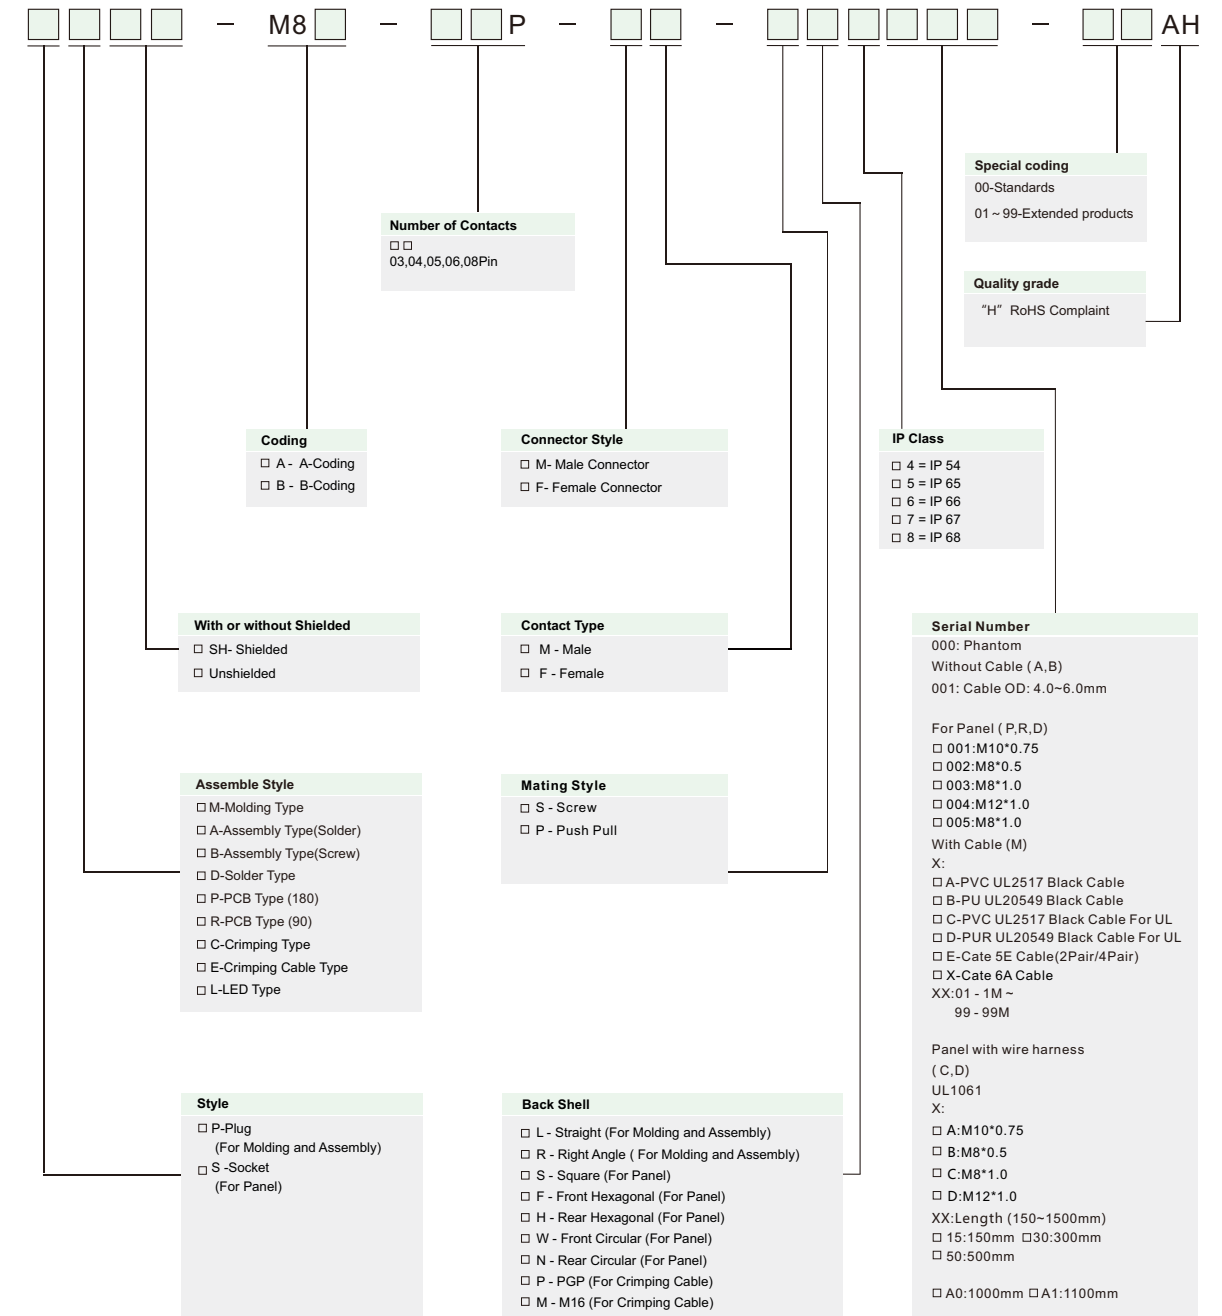 — M8 — P — — — AH
Special coding
00-Standards
01 ~ 99-Extended products
Number of Contacts
□ □
03,04,05,06,08Pin
Quality grade
“H” RoHS Complaint
Coding
□ A - A-Coding
□ B - B-Coding
Connector Style
□ M- Male Connector
□ F- Female Connector
IP Class
□ 4 = IP 54
□ 5 = IP 65
□ 6 = IP 66
□ 7 = IP 67
□ 8 = IP 68
With or without Shielded
□ SH- Shielded
□ Unshielded
Contact Type
□ M - Male
□ F - Female
Assemble Style
□ M-Molding Type
□ A-Assembly Type(Solder)
□ B-Assembly Type(Screw)
□ D-Solder Type
□ P-PCB Type (180)
□ R-PCB Type (90)
□ C-Crimping Type
□ E-Crimping Cable Type
□ L-LED Type
Mating Style
□ S - Screw
□ P - Push Pull
Style
□ P-Plug
(For Molding and Assembly)
□ S -Socket
(For Panel)
Back Shell
□ L - Straight (For Molding and Assembly)
□ R - Right Angle ( For Molding and Assembly)
□ S - Square (For Panel)
□ F - Front Hexagonal (For Panel)
□ H - Rear Hexagonal (For Panel)
□ W - Front Circular (For Panel)
□ N - Rear Circular (For Panel)
□ P - PGP (For Crimping Cable)
□ M - M16 (For Crimping Cable)
Serial Number
000: Phantom
Without Cable ( A,B)
001: Cable OD: 4.0~6.0mm
For Panel ( P,R,D)
□ 001:M10*0.75
□ 002:M8*0.5
□ 003:M8*1.0
□ 004:M12*1.0
□ 005:M8*1.0
With Cable (M)
X:
□ A-PVC UL2517 Black Cable
□ B-PU UL20549 Black Cable
□ C-PVC UL2517 Black Cable For UL
□ D-PUR UL20549 Black Cable For UL
□ E-Cate 5E Cable(2Pair/4Pair)
□ X-Cate 6A Cable
XX:01 - 1M ~
99 - 99M
Panel with wire harness
( C,D)
UL1061
X:
□ A:M10*0.75
□ B:M8*0.5
□ C:M8*1.0
□ D:M12*1.0
XX:Length (150~1500mm)
□ 15:150mm □30:300mm
□ 50:500mm
□ A0:1000mm □ A1:1100mm